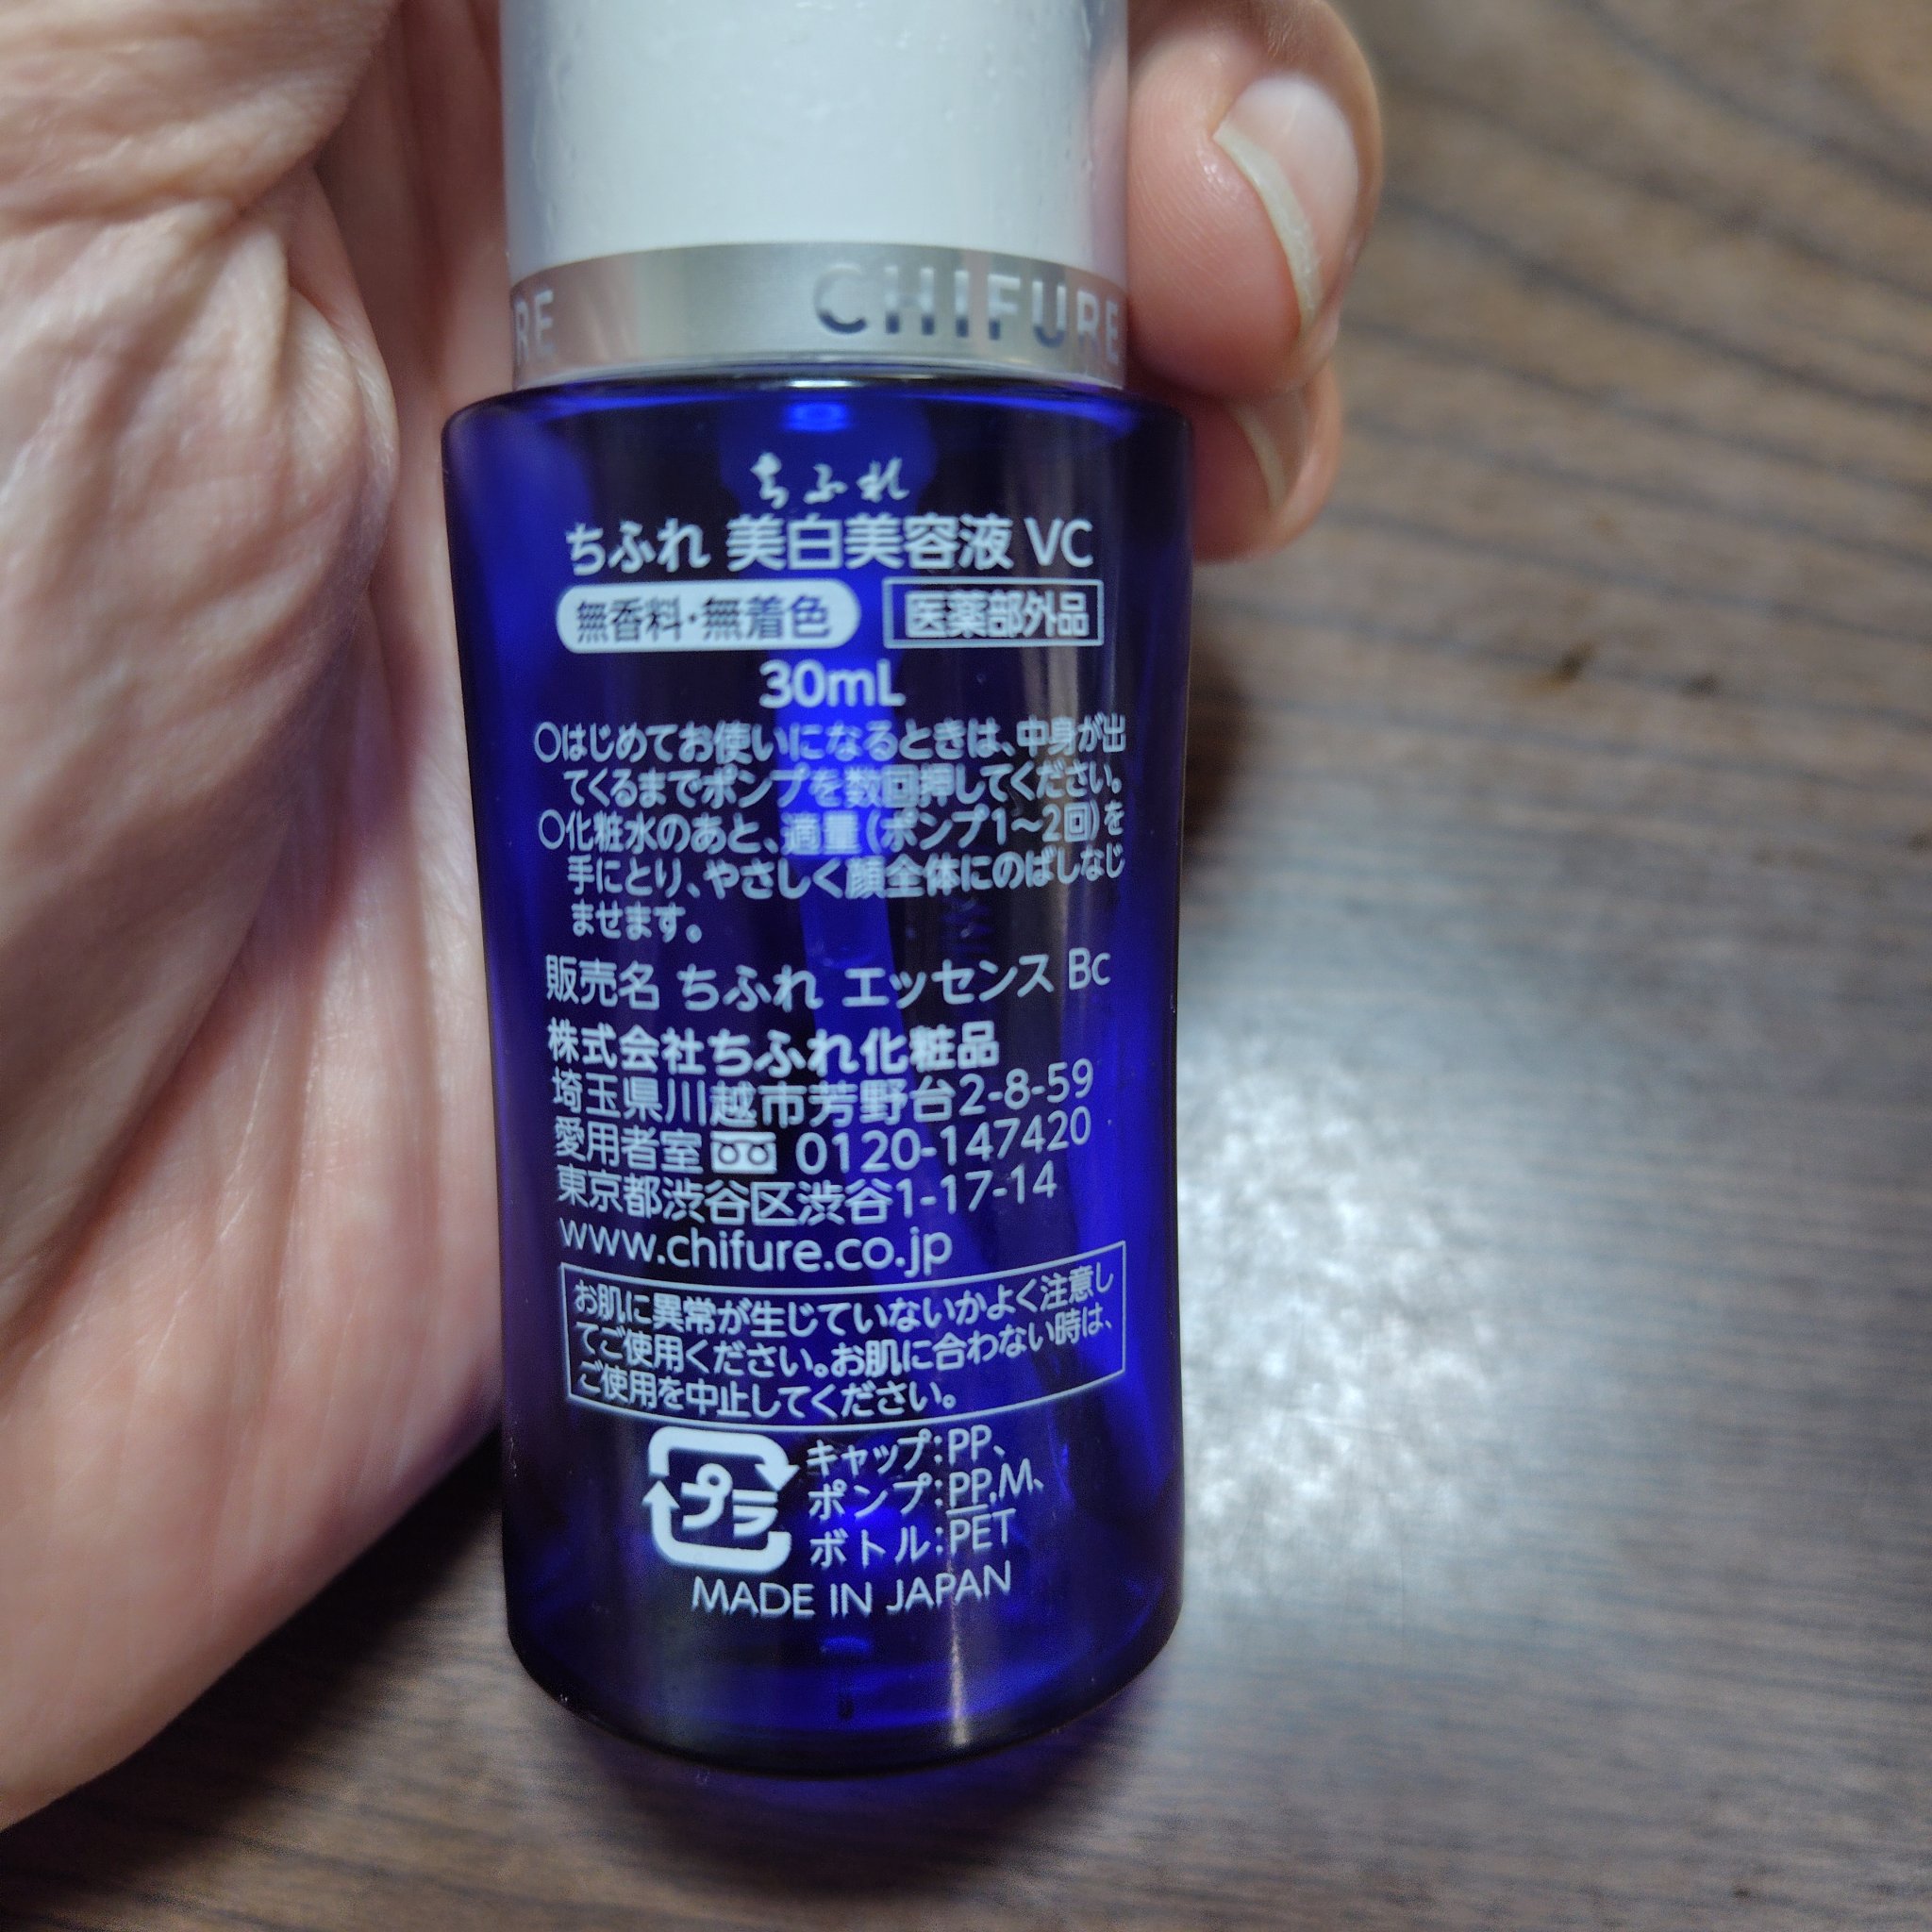 RE CHIFURE
ちふれ
ちふれ 美白美容液 VC
無香料・無着色 医薬部外品
30mL
○はじめてお使いになるときは、中身が出
てくるまでポンプを数回押してください。
○化粧水のあと、適量(ポンプ1〜2回)を
手にとり、やさしく顔全体にのばしなじ
ませます。
販売名 ちふれ エッセンス Bc
株式会社ちふれ化粧品
埼玉県川越市芳野台2-8-59
愛用者室 0120-147420
東京都渋谷区渋谷1-17-14
www.chifure.co.jp
お肌に異常が生じていないかよく注意し
てご使用ください。お肌に合わない時は、
ご使用を中止してください。
プラ
キャップ:PP、
ポンプ:PP,M、
ボトル:PET
MADE IN JAPAN